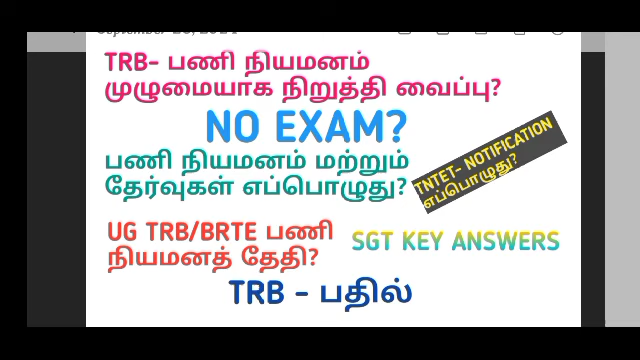 TRB- பணி நியமனம்
முழுமையாக நிறுத்தி வைப்பு?
NO EXAM?
பணி நியமனம் மற்றும்
தேர்வுகள் எப்பொழுது?
TNTET- NOTIFICATION
எப்பொழுது?
UG TRB/BRTE பணி
நியமனத் தேதி?
SGT KEY ANSWERS
TRB - பதில்